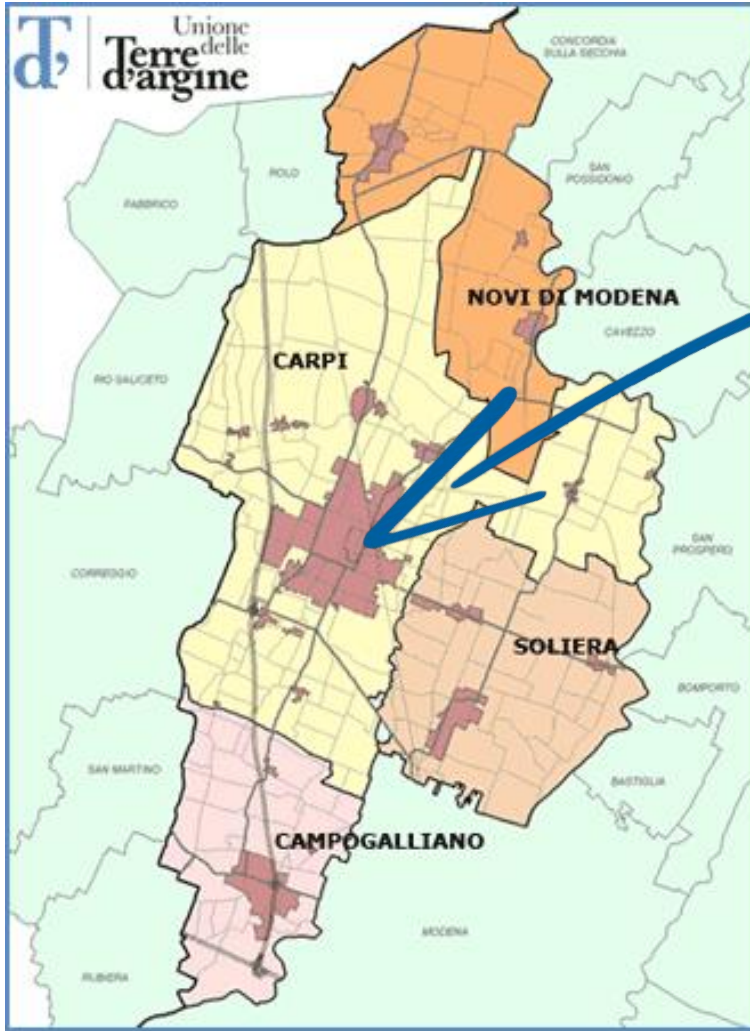 Unione
delle
Terre
d'argine
CONCORDIA
SULLA SECCHIA
ROLO
FABBRICO
SAN
POSSIDONIO
NOVI DI MODENA
CAVEZZO
CARPI
RIO SALICETO
CORREGGIO
SAN
PROSPERO
SOLIERA
BOMPORTO
SAN MARTINO
BASTIGLIA
CAMPOGALLIANO
MODENA
RUBIERA